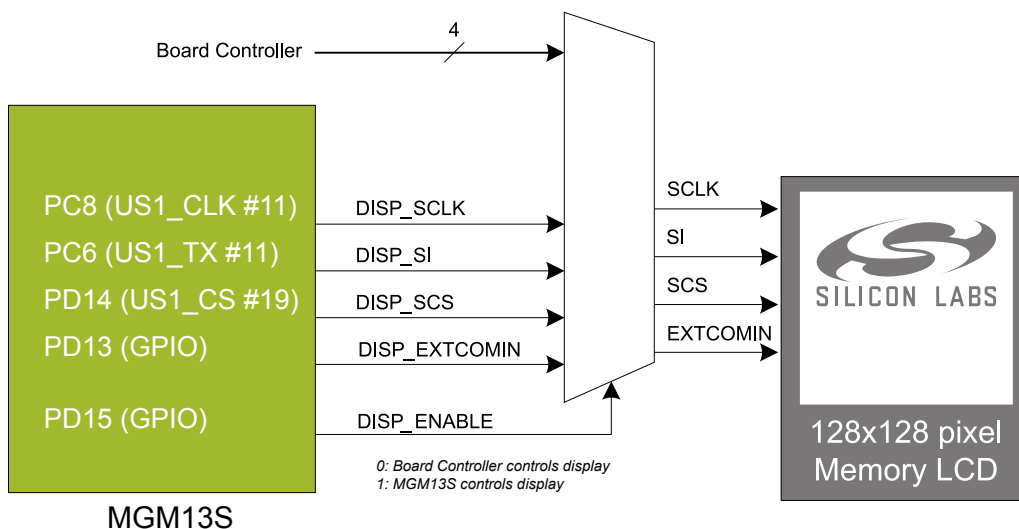 4
Board Controller
PC8 (US1_CLK #11)
DISP_SCLK
SCLK
PC6 (US1_TX #11)
DISP_SI
SI
PD14 (US1_CS #19)
DISP_SCS
SCS
SILICON LABS
PD13 (GPIO)
DISP_EXTCOMIN
EXTCOMIN
PD15 (GPIO)
DISP_ENABLE
128x128 pixel
Memory LCD
0: Board Controller controls display
1: MGM13S controls display
MGM13S